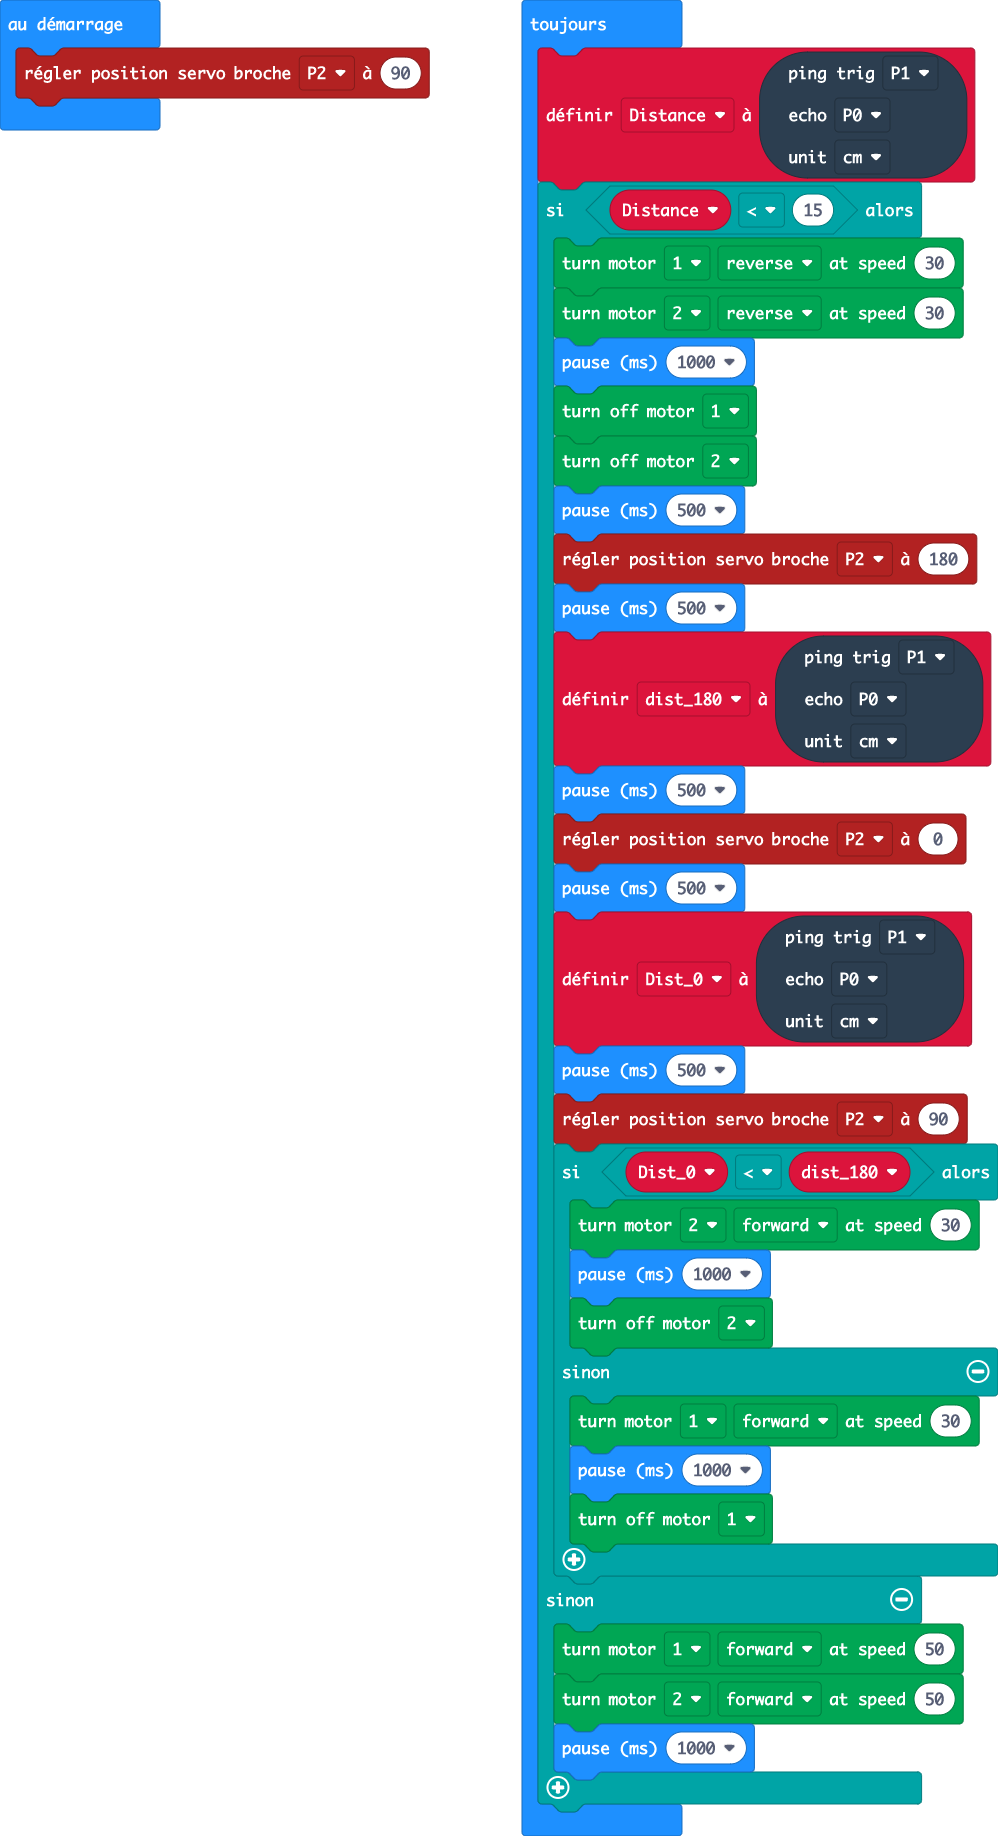 au démarrage
régler position servo broche P2 à 90
toujours
définir Distance à ping trig P1
echo P0
unit cm
si Distance < 15 alors
turn motor 1 reverse at speed 30
turn motor 2 reverse at speed 30
pause (ms) 1000
turn off motor 1
turn off motor 2
pause (ms) 500
régler position servo broche P2 à 180
pause (ms) 500
définir dist_180 à ping trig P1
echo P0
unit cm
pause (ms) 500
régler position servo broche P2 à 0
pause (ms) 500
définir Dist_0 à ping trig P1
echo P0
unit cm
pause (ms) 500
régler position servo broche P2 à 90
si Dist_0 < dist_180 alors
turn motor 2 forward at speed 30
pause (ms) 1000
turn off motor 2
sinon
turn motor 1 forward at speed 30
pause (ms) 1000
turn off motor 1
sinon
turn motor 1 forward at speed 50
turn motor 2 forward at speed 50
pause (ms) 1000